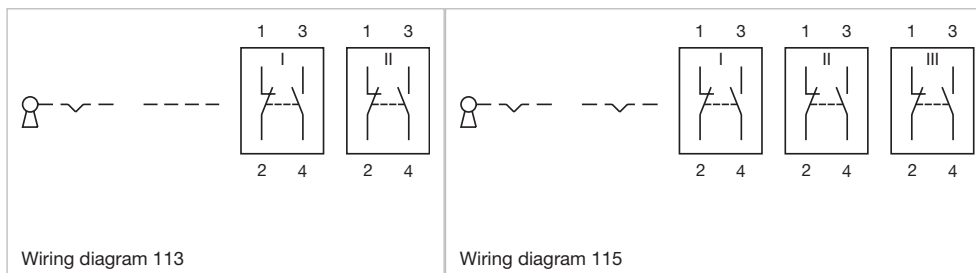 1 3 1 3
I II
2 4 2 4
Wiring diagram 113
1 3 1 3 1 3
I II III
2 4 2 4 2 4
Wiring diagram 115